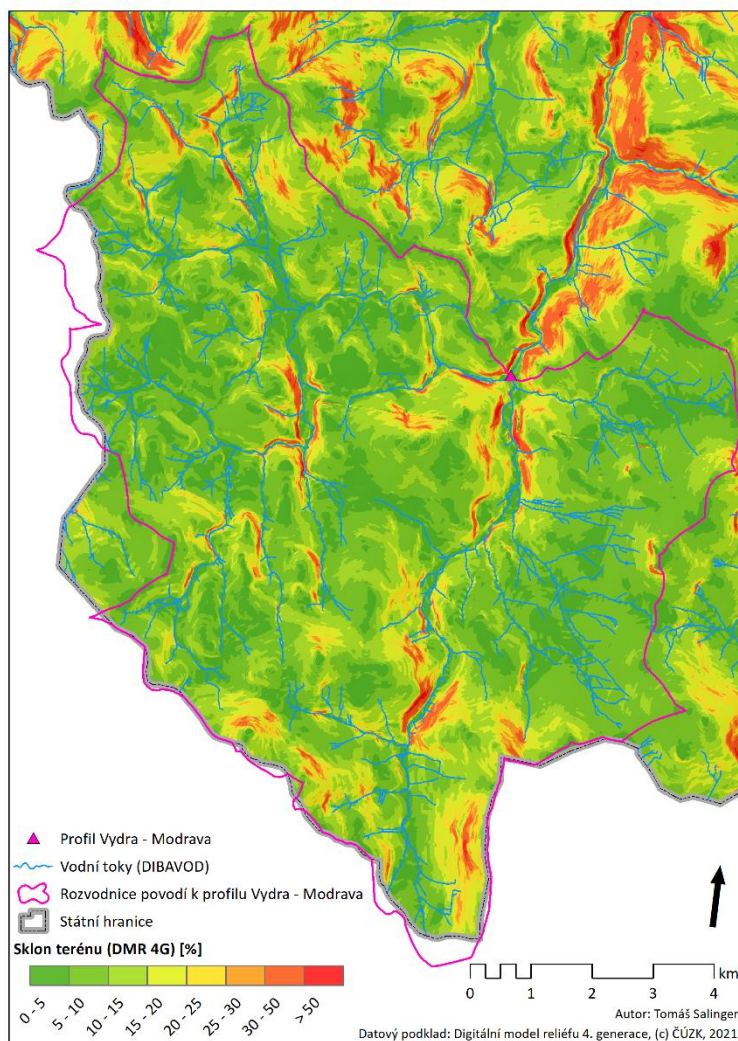 Profil Vydra - Modrava
Vodní toky (DIBAVOD)
Rozvodnice povodí k profilu Vydra - Modrava
Státní hranice
Sklon terénu (DMR 4G) [%]
0 - 5
5 - 10
10 - 15
15 - 20
20 - 25
25 - 30
30 - 50
> 50
km
0 1 2 3 4
Autor: Tomáš Salinger
Datový podklad: Digitální model reliéfu 4. generace, (c) ČÚZK, 2021